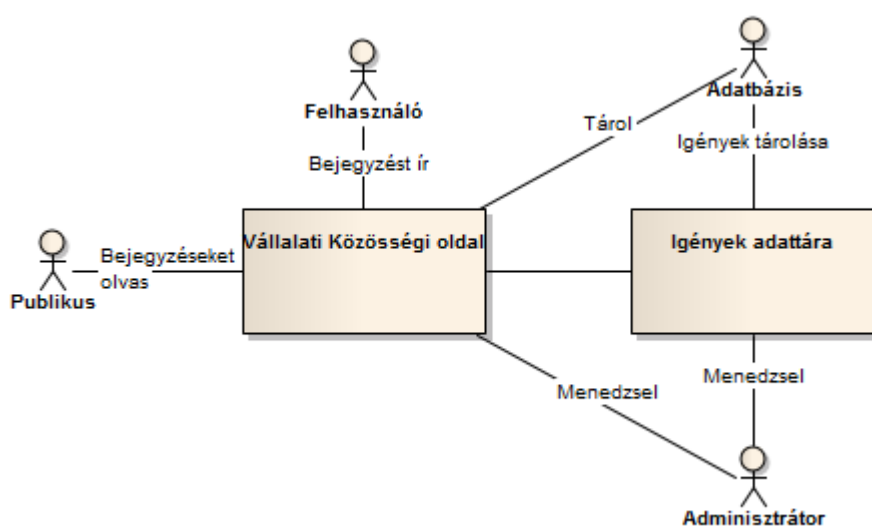 Adatbázis
Felhasználó
Tárol
Igények tárolása
Bejegyzést ír
Vállalati Közösségi oldal
Igények adattára
Bejegyzéseket
olvas
Publikus
Menedzsel
Menedzsel
Adminisztrátor